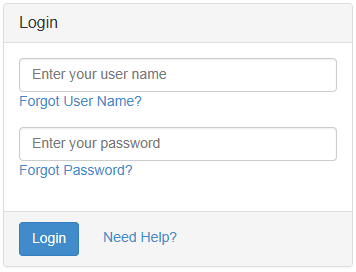 Login
Enter your user name
Forgot User Name?
Enter your password
Forgot Password?
Login Need Help?